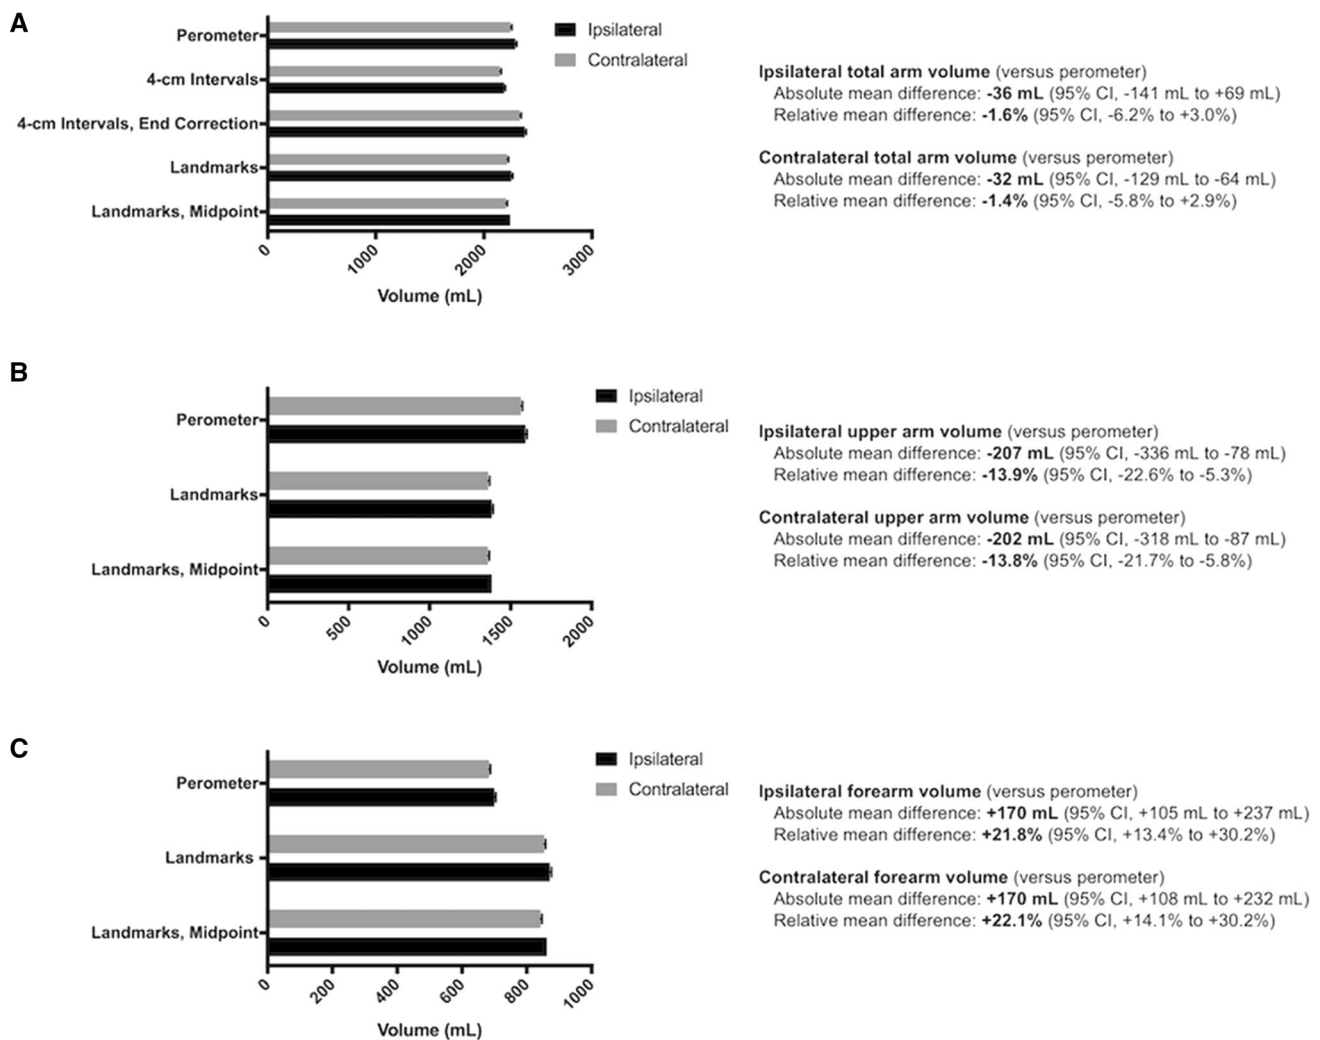 A
Perometer
4-cm Intervals
4-cm Intervals, End Correction
Landmarks
Landmarks, Midpoint
0
1000
2000
3000
Volume (mL)
Ipsilateral
Contralateral
Ipsilateral total arm volume (versus perometer)
Absolute mean difference: -36 mL (95% CI, -141 mL to +69 mL)
Relative mean difference: -1.6% (95% CI, -6.2% to +3.0%)
Contralateral total arm volume (versus perometer)
Absolute mean difference: -32 mL (95% CI, -129 mL to -64 mL)
Relative mean difference: -1.4% (95% CI, -5.8% to +2.9%)
B
Perometer
Landmarks
Landmarks, Midpoint
0
500
1000
1500
2000
Volume (mL)
Ipsilateral
Contralateral
Ipsilateral upper arm volume (versus perometer)
Absolute mean difference: -207 mL (95% CI, -336 mL to -78 mL)
Relative mean difference: -13.9% (95% CI, -22.6% to -5.3%)
Contralateral upper arm volume (versus perometer)
Absolute mean difference: -202 mL (95% CI, -318 mL to -87 mL)
Relative mean difference: -13.8% (95% CI, -21.7% to -5.8%)
C
Perometer
Landmarks
Landmarks, Midpoint
0
200
400
600
800
1000
Volume (mL)
Ipsilateral
Contralateral
Ipsilateral forearm volume (versus perometer)
Absolute mean difference: +170 mL (95% CI, +105 mL to +237 mL)
Relative mean difference: +21.8% (95% CI, +13.4% to +30.2%)
Contralateral forearm volume (versus perometer)
Absolute mean difference: +170 mL (95% CI, +108 mL to +232 mL)
Relative mean difference: +22.1% (95% CI, +14.1% to +30.2%)